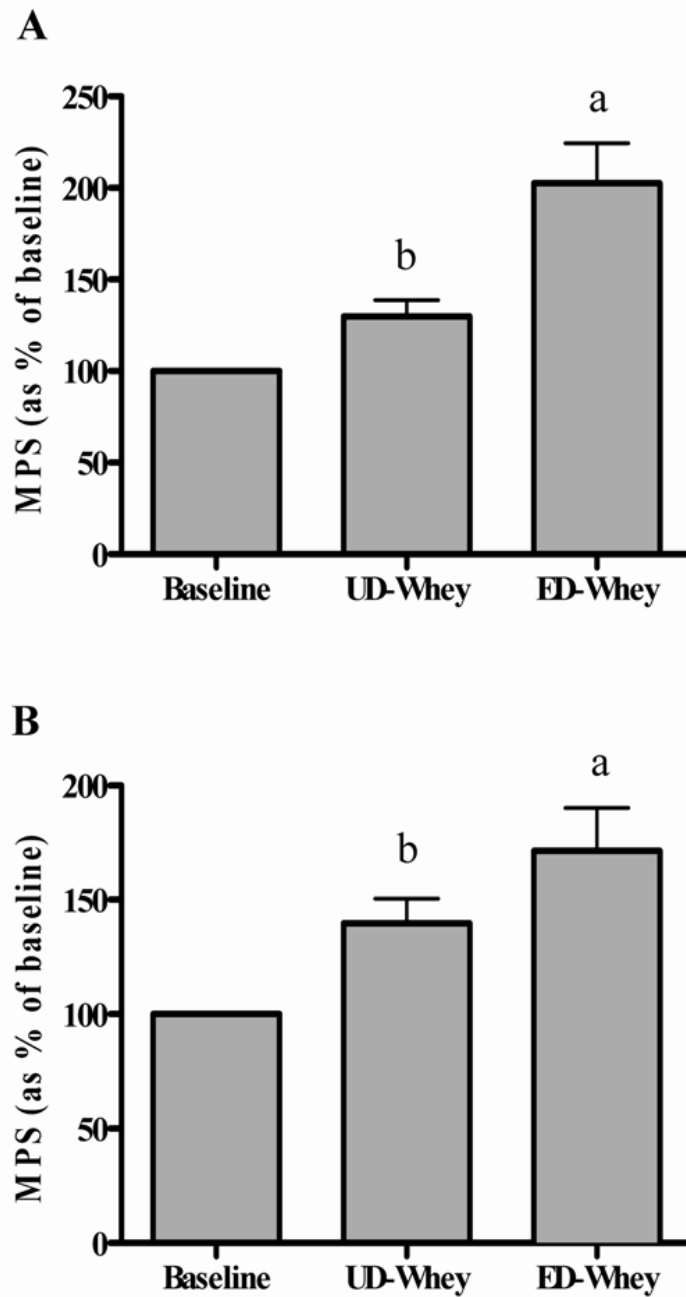 A
MPS (as % of baseline)
250
200
150
100
50
0
a
b
Baseline UD-Whey ED-Whey
B
MPS (as % of baseline)
200
150
100
50
0
a
b
Baseline UD-Whey ED-Whey